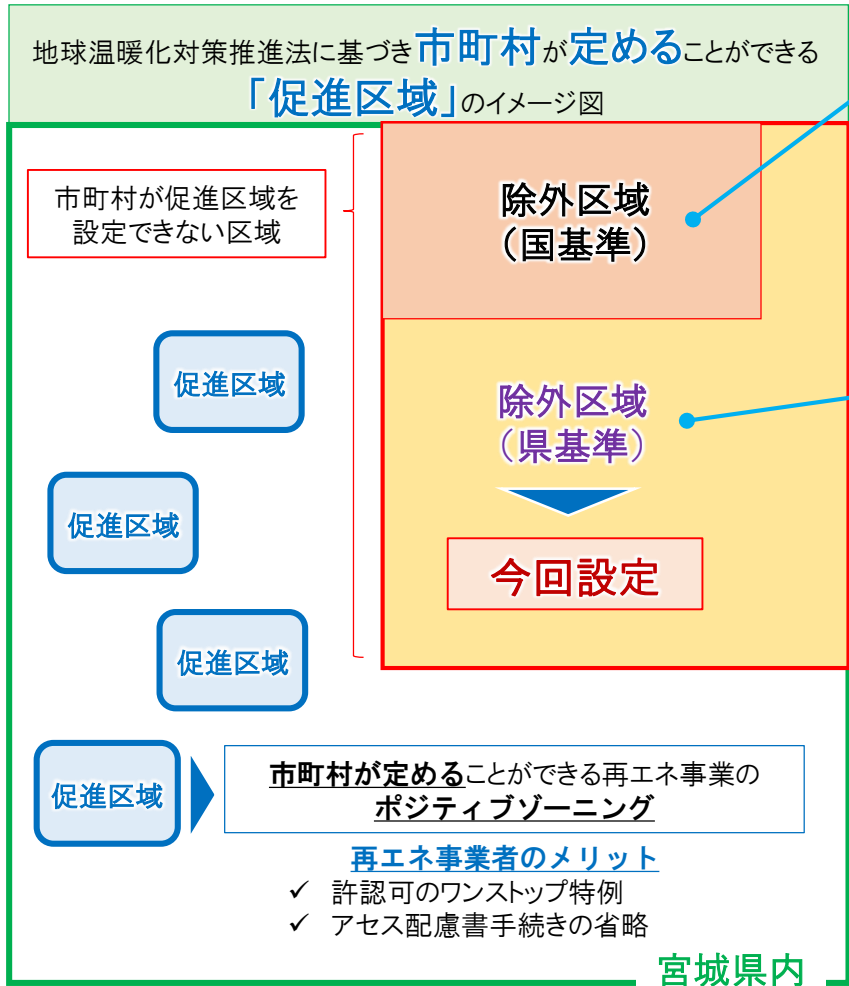 地球温暖化対策推進法に基づき市町村が定めることができる
「促進区域」のイメージ図
市町村が促進区域を
設定できない区域
除外区域
（国基準）
促進区域
除外区域
（県基準）
促進区域
今回設定
促進区域
促進区域
市町村が定めることができる再エネ事業の
ポジティブゾーニング
再エネ事業者のメリット
✓ 許認可のワンストップ特例
✓ アセス配慮書手続きの省略
宮城県内